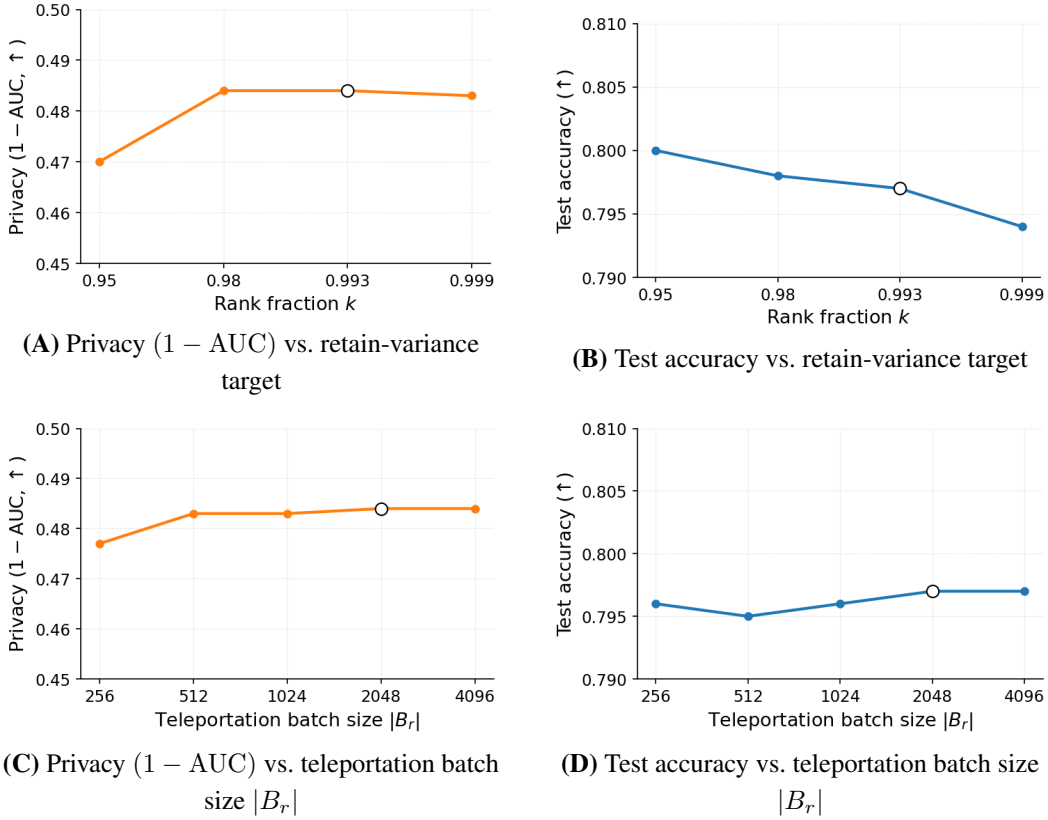 0.50
0.49
0.48
0.47
0.46
0.45
Privacy (1 − AUC, ↑)
0.95 0.98 0.993 0.999
Rank fraction k
(A) Privacy (1 − AUC) vs. retain-variance
target
0.810
0.805
0.800
0.795
0.790
Test accuracy (↑)
0.95 0.98 0.993 0.999
Rank fraction k
(B) Test accuracy vs. retain-variance target
0.50
0.49
0.48
0.47
0.46
0.45
Privacy (1 − AUC, ↑)
256 512 1024 2048 4096
Teleportation batch size |B_r|
(C) Privacy (1 − AUC) vs. teleportation batch
size |B_r|
0.810
0.805
0.800
0.795
0.790
Test accuracy (↑)
256 512 1024 2048 4096
Teleportation batch size |B_r|
(D) Test accuracy vs. teleportation batch size
|B_r|